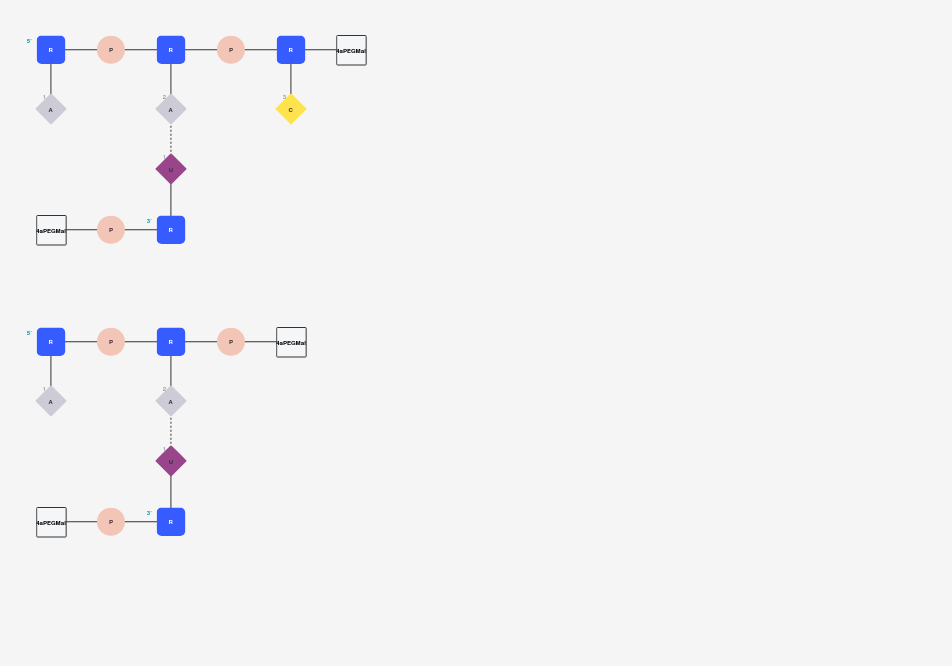 5' R P R P R 4aPEGMal
1 A 2 A 3 C
1 U
4aPEGMal P 3' R
5' R P R P 4aPEGMal
1 A 2 A
1 U
4aPEGMal P 3' R